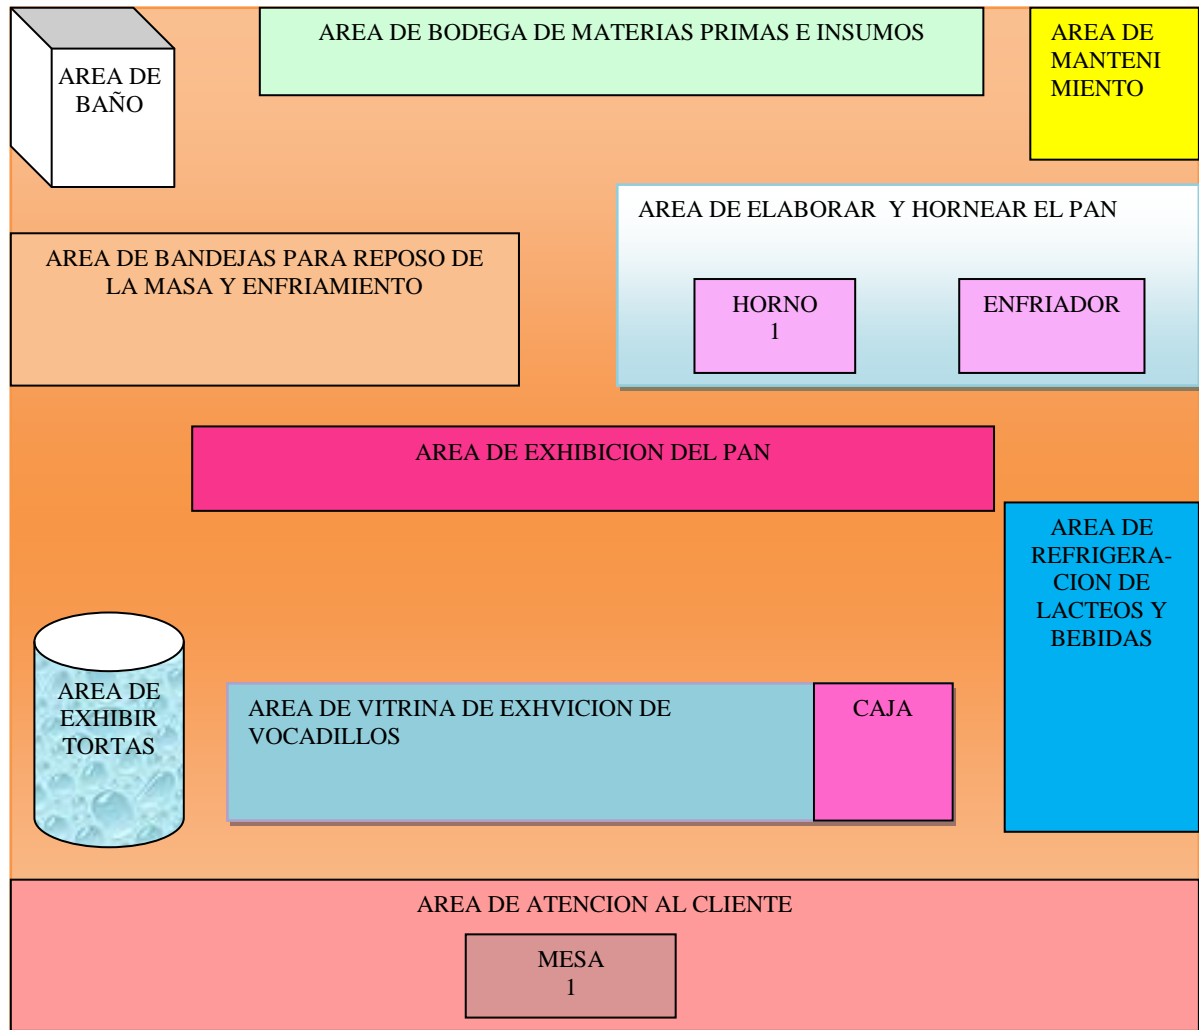 AREA DE BODEGA DE MATERIAS PRIMAS E INSUMOS
AREA DE
MANTENI
MIENTO
AREA DE
BAÑO
AREA DE ELABORAR  Y HORNEAR EL PAN
AREA DE BANDEJAS PARA REPOSO DE
LA MASA Y ENFRIAMIENTO
HORNO
1
ENFRIADOR
AREA DE EXHIBICION DEL PAN
AREA DE
REFRIGERA-
CION DE
LACTEOS Y
BEBIDAS
AREA DE
EXHIBIR
TORTAS
AREA DE VITRINA DE EXHVICION DE
VOCADILLOS
CAJA
AREA DE ATENCION AL CLIENTE
MESA
1